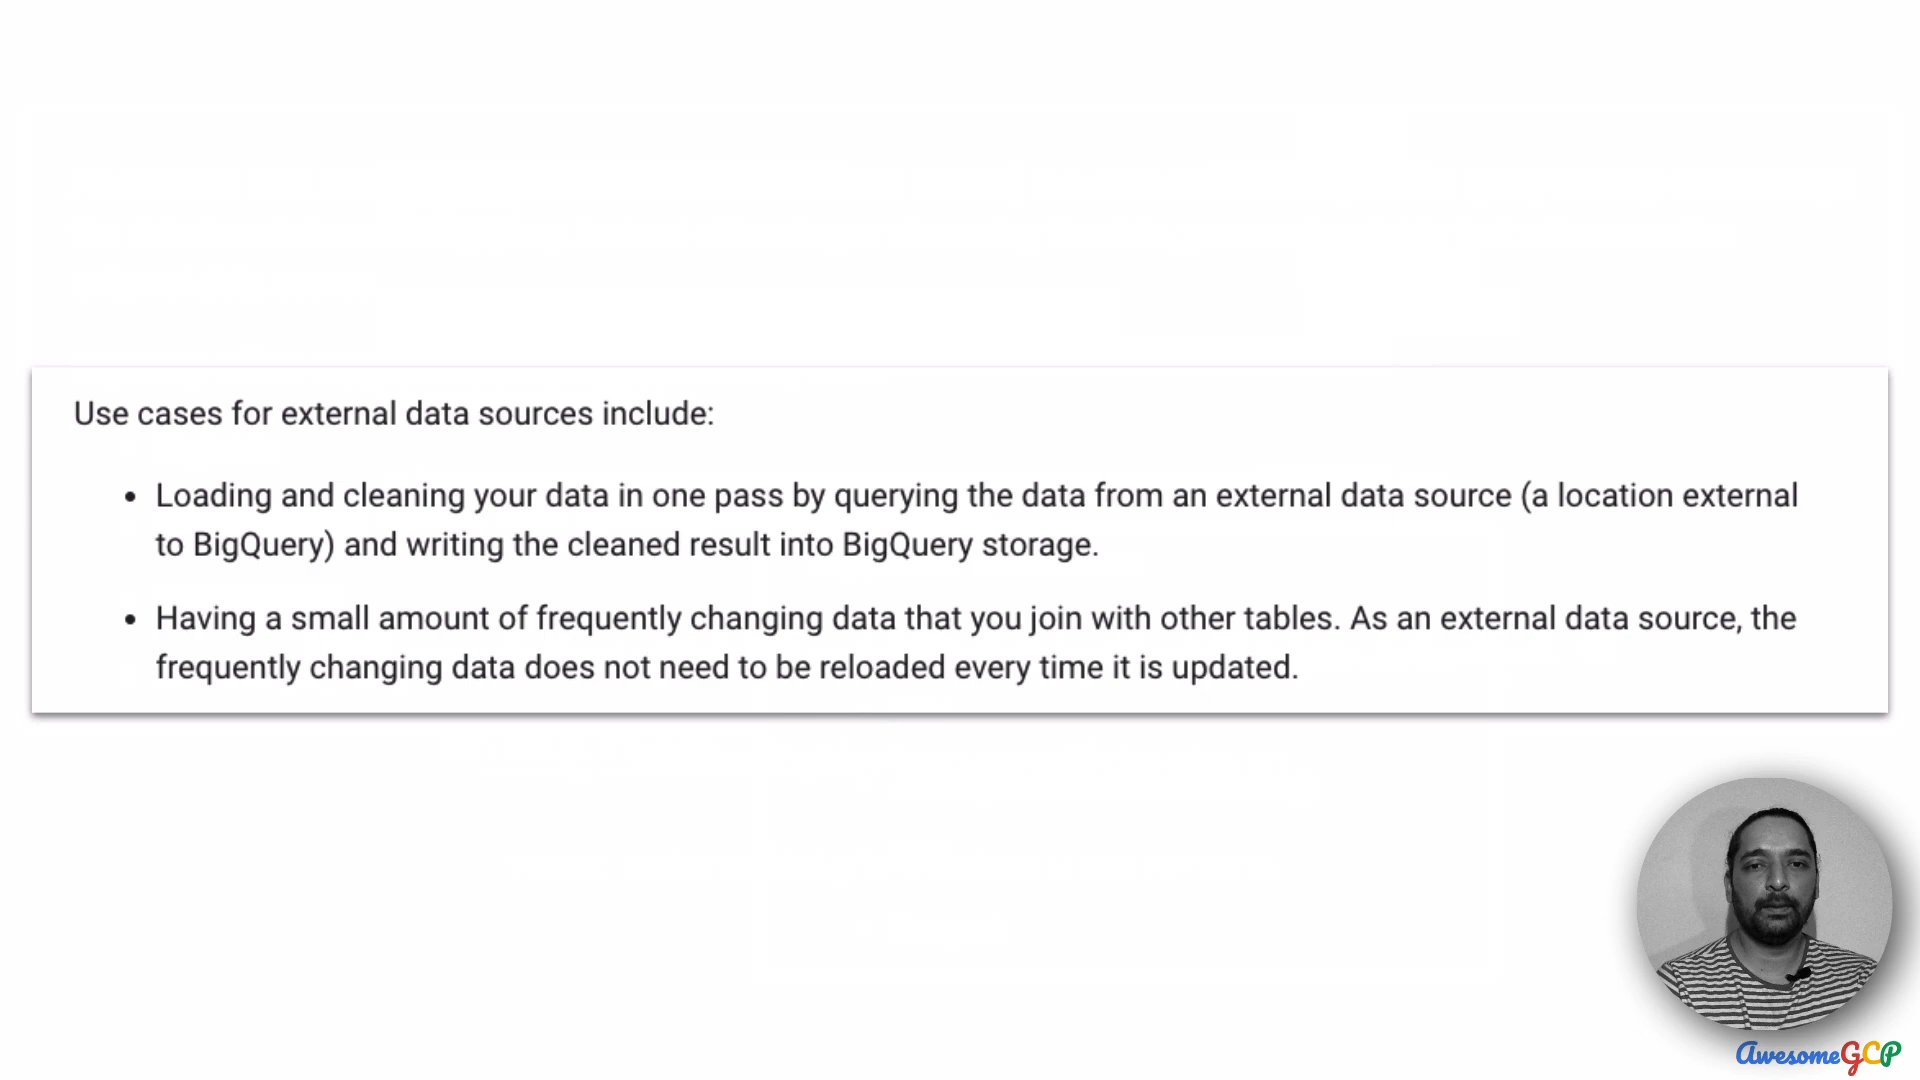 Use cases for external data sources include:
• Loading and cleaning your data in one pass by querying the data from an external data source (a location external
to BigQuery) and writing the cleaned result into BigQuery storage.
• Having a small amount of frequently changing data that you join with other tables. As an external data source, the
frequently changing data does not need to be reloaded every time it is updated.
AwesomeGCP